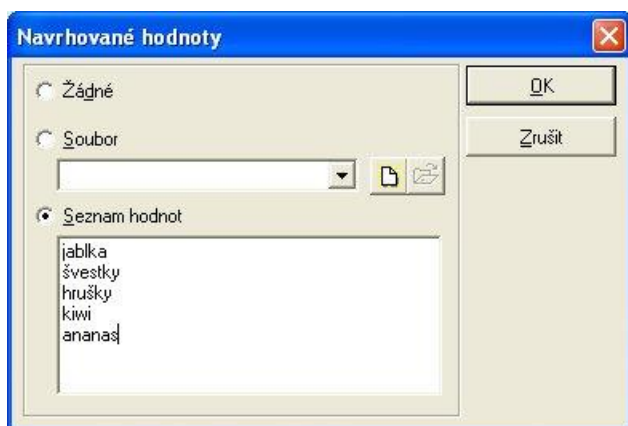 Navrhované hodnoty
Žádné
OK
Soubor
Zrušit
Seznam hodnot
jablka
švestky
hrušky
kiwi
ananas